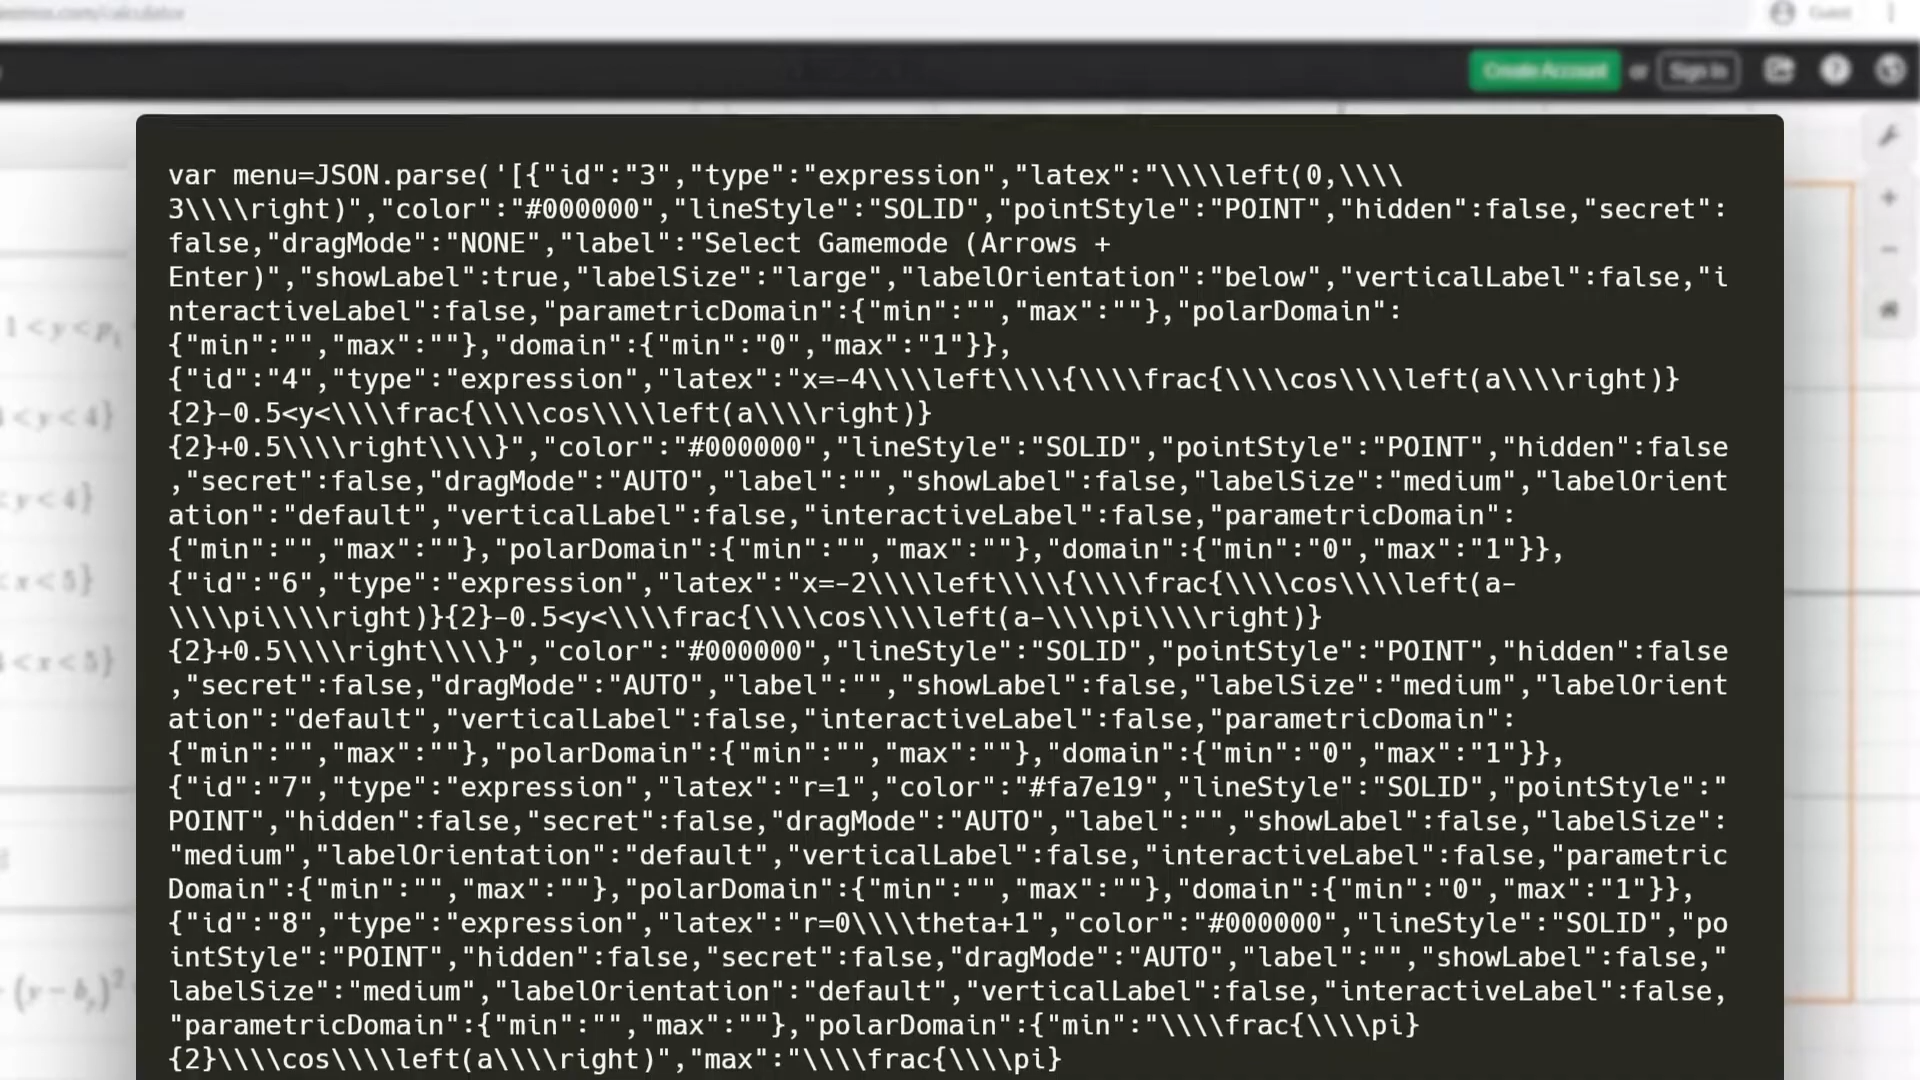 Create Account or Sign In
var menu=JSON.parse('[{"id":"3","type":"expression","latex":"\\\\left(0,\\\\
3\\\\right)","color":"#000000","lineStyle":"SOLID","pointStyle":"POINT","hidden":false,"secret":
false,"dragMode":"NONE","label":"Select Gamemode (Arrows +
Enter)","showLabel":true,"labelSize":"large","labelOrientation":"below","verticalLabel":false,"i
nteractiveLabel":false,"parametricDomain":{"min":"","max":""},"polarDomain":
{"min":"","max":""},"domain":{"min":"0","max":"1"}},
{"id":"4","type":"expression","latex":"x=-4\\\\left\\\\{\\\\frac{\\\\cos\\\\left(a\\\\right)}
{2}-0.5<y<\\\\frac{\\\\cos\\\\left(a\\\\right)}
{2}+0.5\\\\right\\\\}","color":"#000000","lineStyle":"SOLID","pointStyle":"POINT","hidden":false
,"secret":false,"dragMode":"AUTO","label":"","showLabel":false,"labelSize":"medium","labelOrient
ation":"default","verticalLabel":false,"interactiveLabel":false,"parametricDomain":
{"min":"","max":""},"polarDomain":{"min":"","max":""},"domain":{"min":"0","max":"1"}},
{"id":"6","type":"expression","latex":"x=-2\\\\left\\\\{\\\\frac{\\\\cos\\\\left(a-
\\\\pi\\\\right)}{2}-0.5<y<\\\\frac{\\\\cos\\\\left(a-\\\\pi\\\\right)}
{2}+0.5\\\\right\\\\}","color":"#000000","lineStyle":"SOLID","pointStyle":"POINT","hidden":false
,"secret":false,"dragMode":"AUTO","label":"","showLabel":false,"labelSize":"medium","labelOrient
ation":"default","verticalLabel":false,"interactiveLabel":false,"parametricDomain":
{"min":"","max":""},"polarDomain":{"min":"","max":""},"domain":{"min":"0","max":"1"}},
{"id":"7","type":"expression","latex":"r=1","color":"#fa7e19","lineStyle":"SOLID","pointStyle":"
POINT","hidden":false,"secret":false,"dragMode":"AUTO","label":"","showLabel":false,"labelSize":
"medium","labelOrientation":"default","verticalLabel":false,"interactiveLabel":false,"parametric
Domain":{"min":"","max":""},"polarDomain":{"min":"","max":""},"domain":{"min":"0","max":"1"}},
{"id":"8","type":"expression","latex":"r=0\\\\theta+1","color":"#000000","lineStyle":"SOLID","po
intStyle":"POINT","hidden":false,"secret":false,"dragMode":"AUTO","label":"","showLabel":false,"
labelSize":"medium","labelOrientation":"default","verticalLabel":false,"interactiveLabel":false,
"parametricDomain":{"min":"","max":""},"polarDomain":{"min":"\\\\frac{\\\\pi}
{2}\\\\cos\\\\left(a\\\\right)","max":"\\\\frac{\\\\pi}